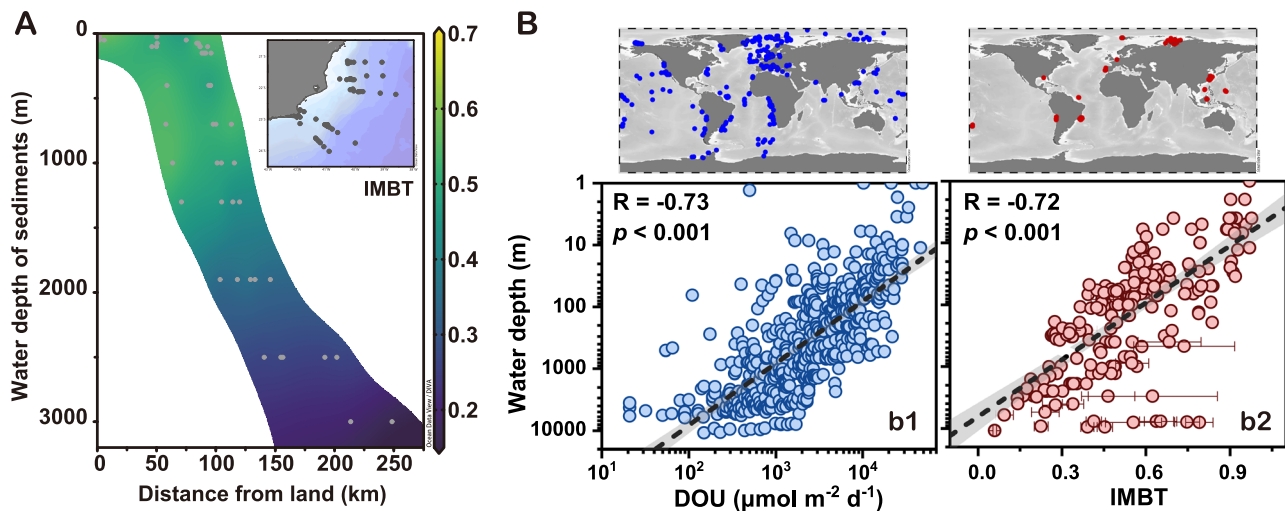 A
Water depth of sediments (m)
0
1000
2000
3000
0 50 100 150 200 250
Distance from land (km)
IMBT
Ocean Data View / DIVA
0.7
0.6
0.5
0.4
0.3
0.2
B
Water depth (m)
1
10
100
1000
10000
R = -0.73
p < 0.001
b1
10¹ 10² 10³ 10⁴
DOU (μmol m⁻² d⁻¹)
R = -0.72
p < 0.001
b2
0.0 0.3 0.6 0.9
IMBT